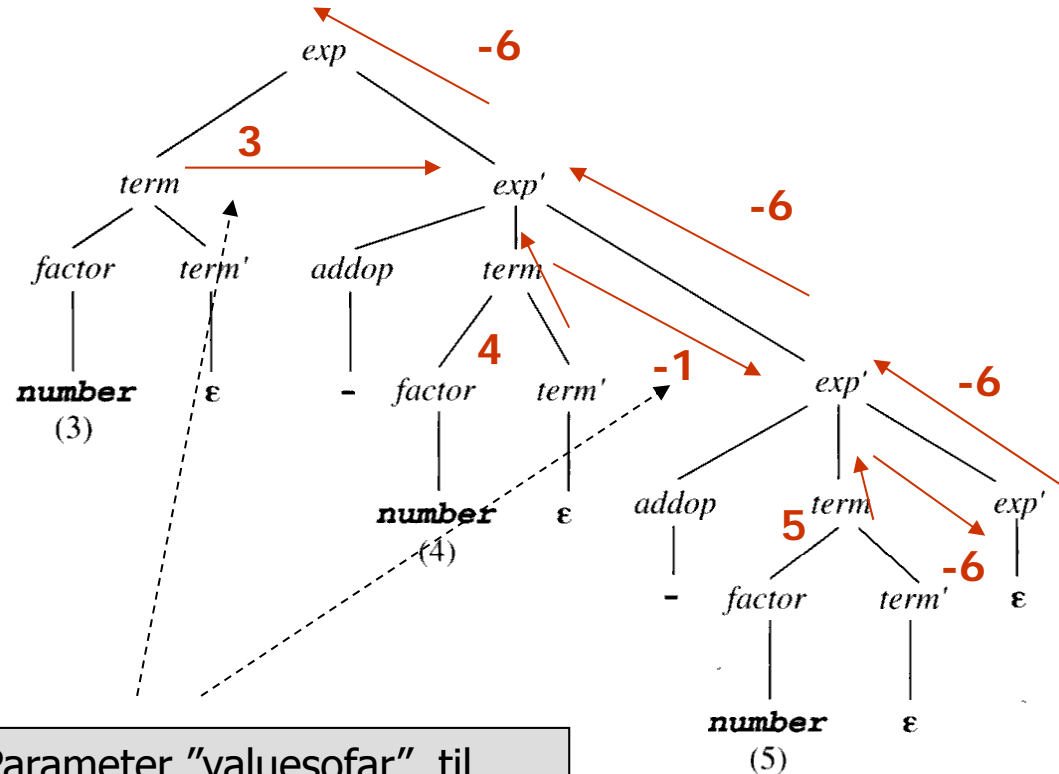 exp
-6
3
term
exp'
-6
factor
term'
addop
term
4
-1
number
ε
-
factor
term'
exp'
-6
(3)
number
ε
addop
term
exp'
(4)
5
-6
-
factor
term'
ε
number
ε
(5)
Parameter "valuesofar" til